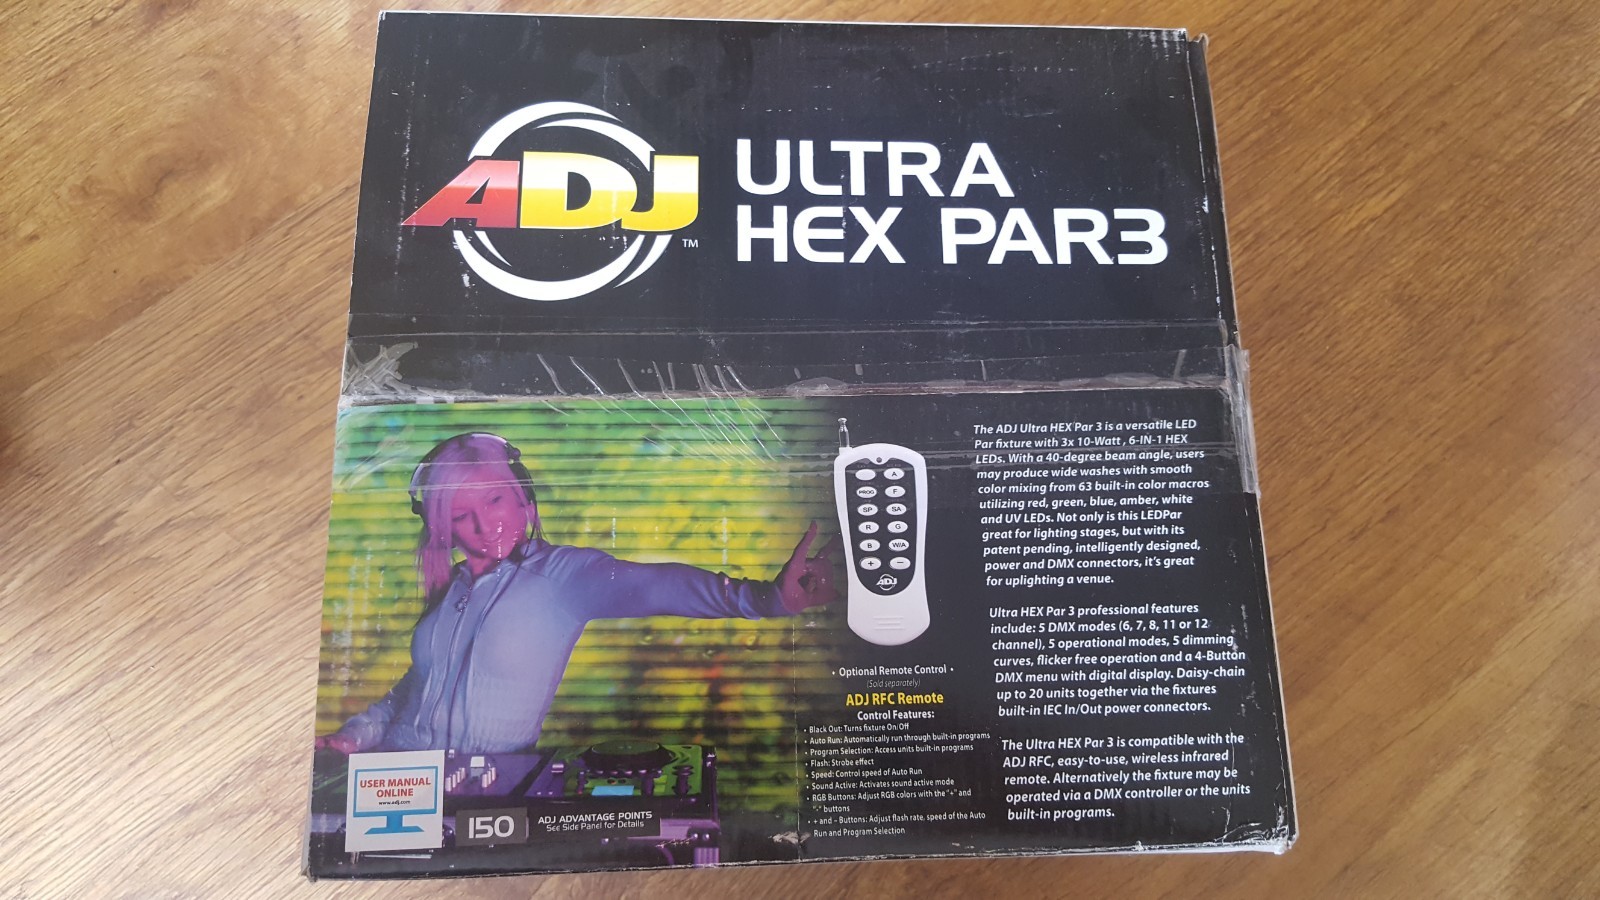 ADJ
TM
ULTRA
HEX PAR3
The ADJ Ultra HEX Par 3 is a versatile LED
Par fixture with 3x 10-Watt , 6-IN-1 HEX
LEDs. With a 40-degree beam angle, users
may produce wide washes with smooth
color mixing from 63 built-in color macros
utilizing red, green, blue, amber, white
and UV LEDs. Not only is this LEDPar
great for lighting stages, but with its
patent pending, intelligently designed,
power and DMX connectors, it's great
for uplighting a venue.
Ultra HEX Par 3 professional features
include: 5 DMX modes (6, 7, 8, 11 or 12
channel), 5 operational modes, 5 dimming
curves, flicker free operation and a 4-Button
DMX menu with digital display. Daisy-chain
up to 20 units together via the fixtures
built-in IEC In/Out power connectors.
The Ultra HEX Par 3 is compatible with the
ADJ RFC, easy-to-use, wireless infrared
remote. Alternatively the fixture may be
operated via a DMX controller or the units
built-in programs.
A
PROG F
SP SA
R G
B W/A
+ −
ADJ
• Optional Remote Control •
(Sold separately)
ADJ RFC Remote
Control Features:
• Black Out: Turns fixture On/Off
• Auto Run: Automatically run through built-in programs
• Program Selection: Access units built-in programs
• Flash: Strobe effect
• Speed: Control speed of Auto Run
• Sound Active: Activates sound active mode
• RGB Buttons: Adjust RGB colors with the "+" and
"-" buttons
• + and – Buttons: Adjust flash rate, speed of the Auto
Run and Program Selection
USER MANUAL
ONLINE
www.adj.com
150
ADJ ADVANTAGE POINTS
See Side Panel for Details